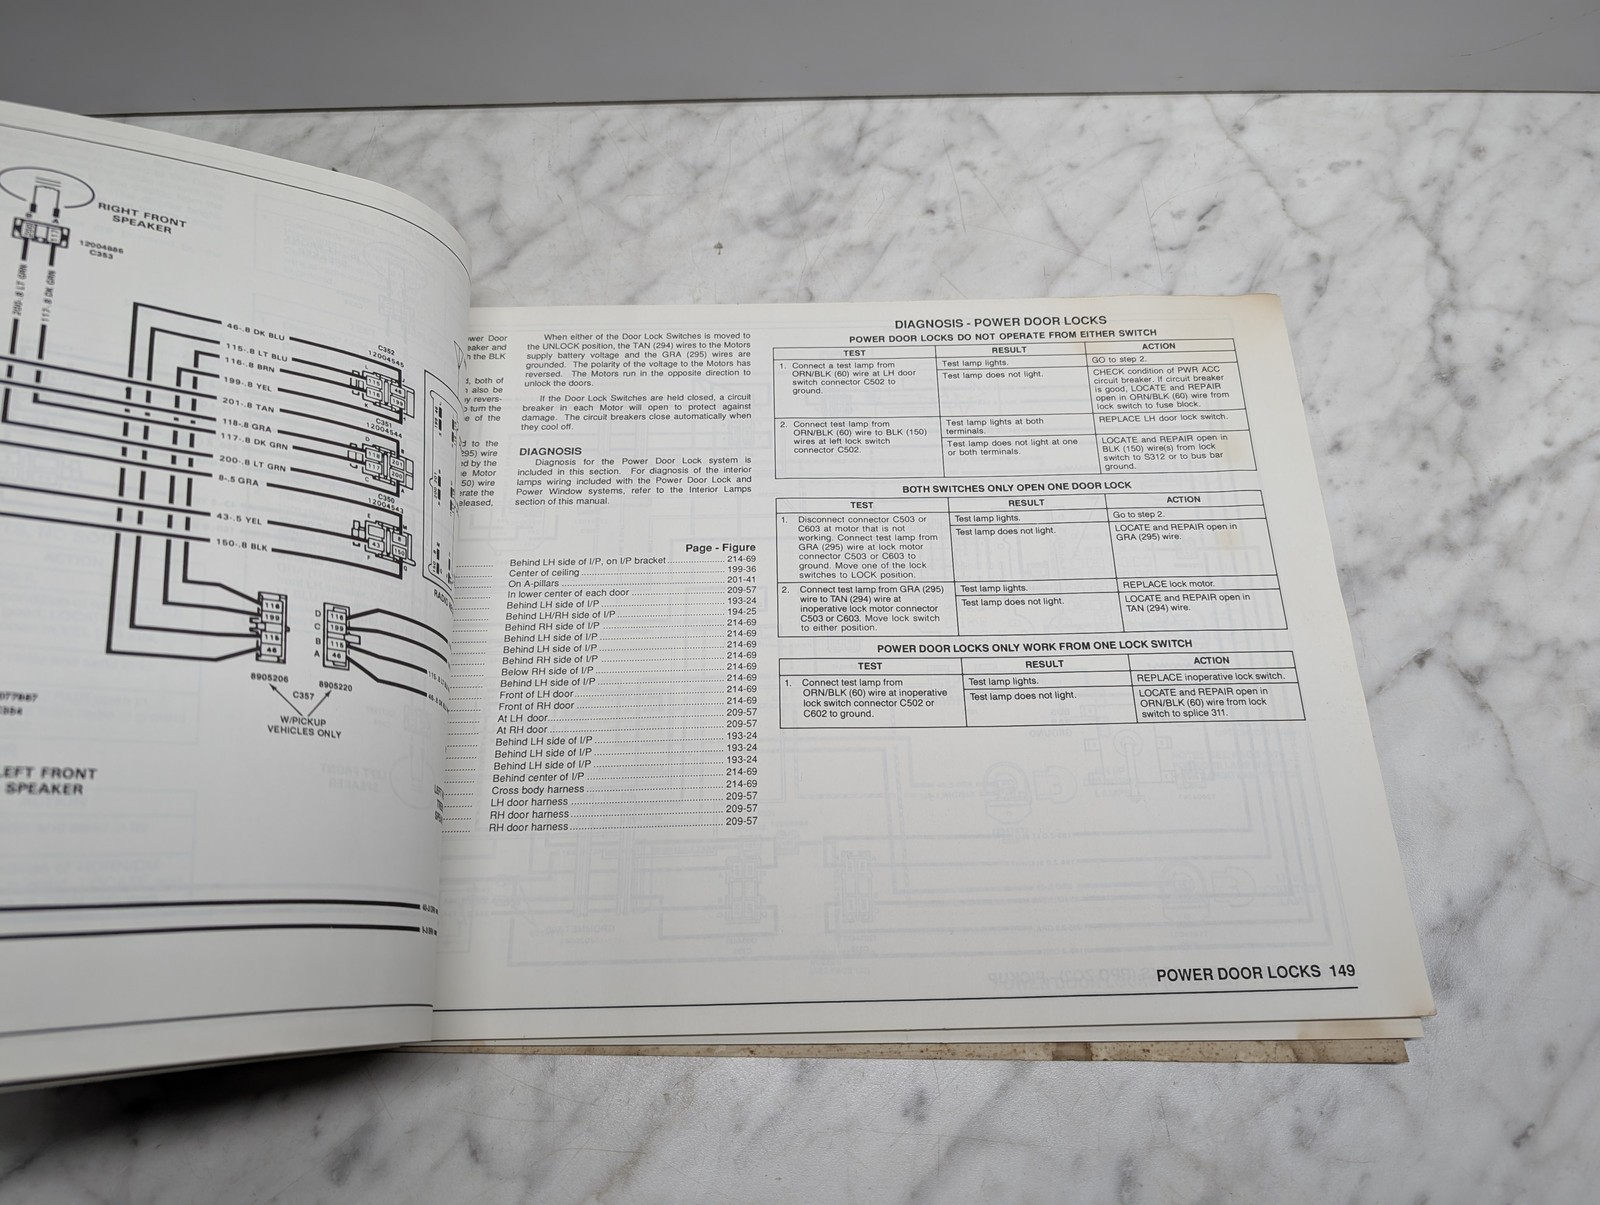 RIGHT FRONT
SPEAKER
12004886
C353
200-.8 LT GRN
117-.8 DK GRN
46-.8 DK BLU
115-.8 LT BLU
116-.8 BRN
199-.8 YEL
201-.8 TAN
118-.8 GRA
117-.8 DK GRN
200-.8 LT GRN
8-.5 GRA
43-.5 YEL
150-.8 BLK
C352
12004545
C351
12004544
C350
12004543
116
199
115
46
D
C
B
A
116
199
115
46
8905206
8905220
C357
W/PICKUP
VEHICLES ONLY
LEFT FRONT
SPEAKER
When either of the Door Lock Switches is moved to
the UNLOCK position, the TAN (294) wires to the Motors
supply battery voltage and the GRA (295) wires are
grounded. The polarity of the voltage to the Motors has
reversed. The Motors run in the opposite direction to
unlock the doors.
If the Door Lock Switches are held closed, a circuit
breaker in each Motor will open to protect against
damage. The circuit breakers close automatically when
they cool off.
DIAGNOSIS
Diagnosis for the Power Door Lock system is
included in this section. For diagnosis of the interior
lamps wiring included with the Power Door Lock and
Power Window systems, refer to the Interior Lamps
section of this manual.
Page - Figure
Behind LH side of I/P, on I/P bracket 214-69
Center of ceiling 199-36
On A-pillars 201-41
In lower center of each door 209-57
Behind LH side of I/P 193-24
Behind LH/RH side of I/P 194-25
Behind RH side of I/P 214-69
Behind LH side of I/P 214-69
Behind LH side of I/P 214-69
Behind RH side of I/P 214-69
Below RH side of I/P 214-69
Behind LH side of I/P 214-69
Front of LH door 214-69
Front of RH door 214-69
At LH door 209-57
At RH door 209-57
Behind LH side of I/P 193-24
Behind LH side of I/P 193-24
Behind LH side of I/P 193-24
Behind center of I/P 214-69
Cross body harness 214-69
LH door harness 209-57
RH door harness 209-57
RH door harness 209-57
DIAGNOSIS - POWER DOOR LOCKS
POWER DOOR LOCKS DO NOT OPERATE FROM EITHER SWITCH
TEST RESULT ACTION
1. Connect a test lamp from
ORN/BLK (60) wire at LH door
switch connector C502 to
ground.
Test lamp lights. GO to step 2.
Test lamp does not light. CHECK condition of PWR ACC
circuit breaker. If circuit breaker
is good, LOCATE and REPAIR
open in ORN/BLK (60) wire from
lock switch to fuse block.
2. Connect test lamp from
ORN/BLK (60) wire to BLK (150)
wires at left lock switch
connector C502.
Test lamp lights at both
terminals.
REPLACE LH door lock switch.
Test lamp does not light at one
or both terminals.
LOCATE and REPAIR open in
BLK (150) wire(s) from lock
switch to S312 or to bus bar
ground.
BOTH SWITCHES ONLY OPEN ONE DOOR LOCK
TEST RESULT ACTION
1. Disconnect connector C503 or
C603 at motor that is not
working. Connect test lamp from
GRA (295) wire at lock motor
connector C503 or C603 to
ground. Move one of the lock
switches to LOCK position.
Test lamp lights. Go to step 2.
Test lamp does not light. LOCATE and REPAIR open in
GRA (295) wire.
2. Connect test lamp from GRA (295)
wire to TAN (294) wire at
inoperative lock motor connector
C503 or C603. Move lock switch
to either position.
Test lamp lights. REPLACE lock motor.
Test lamp does not light. LOCATE and REPAIR open in
TAN (294) wire.
POWER DOOR LOCKS ONLY WORK FROM ONE LOCK SWITCH
TEST RESULT ACTION
1. Connect test lamp from
ORN/BLK (60) wire at inoperative
lock switch connector C502 or
C602 to ground.
Test lamp lights. REPLACE inoperative lock switch.
Test lamp does not light. LOCATE and REPAIR open in
ORN/BLK (60) wire from lock
switch to splice 311.
POWER DOOR LOCKS 149